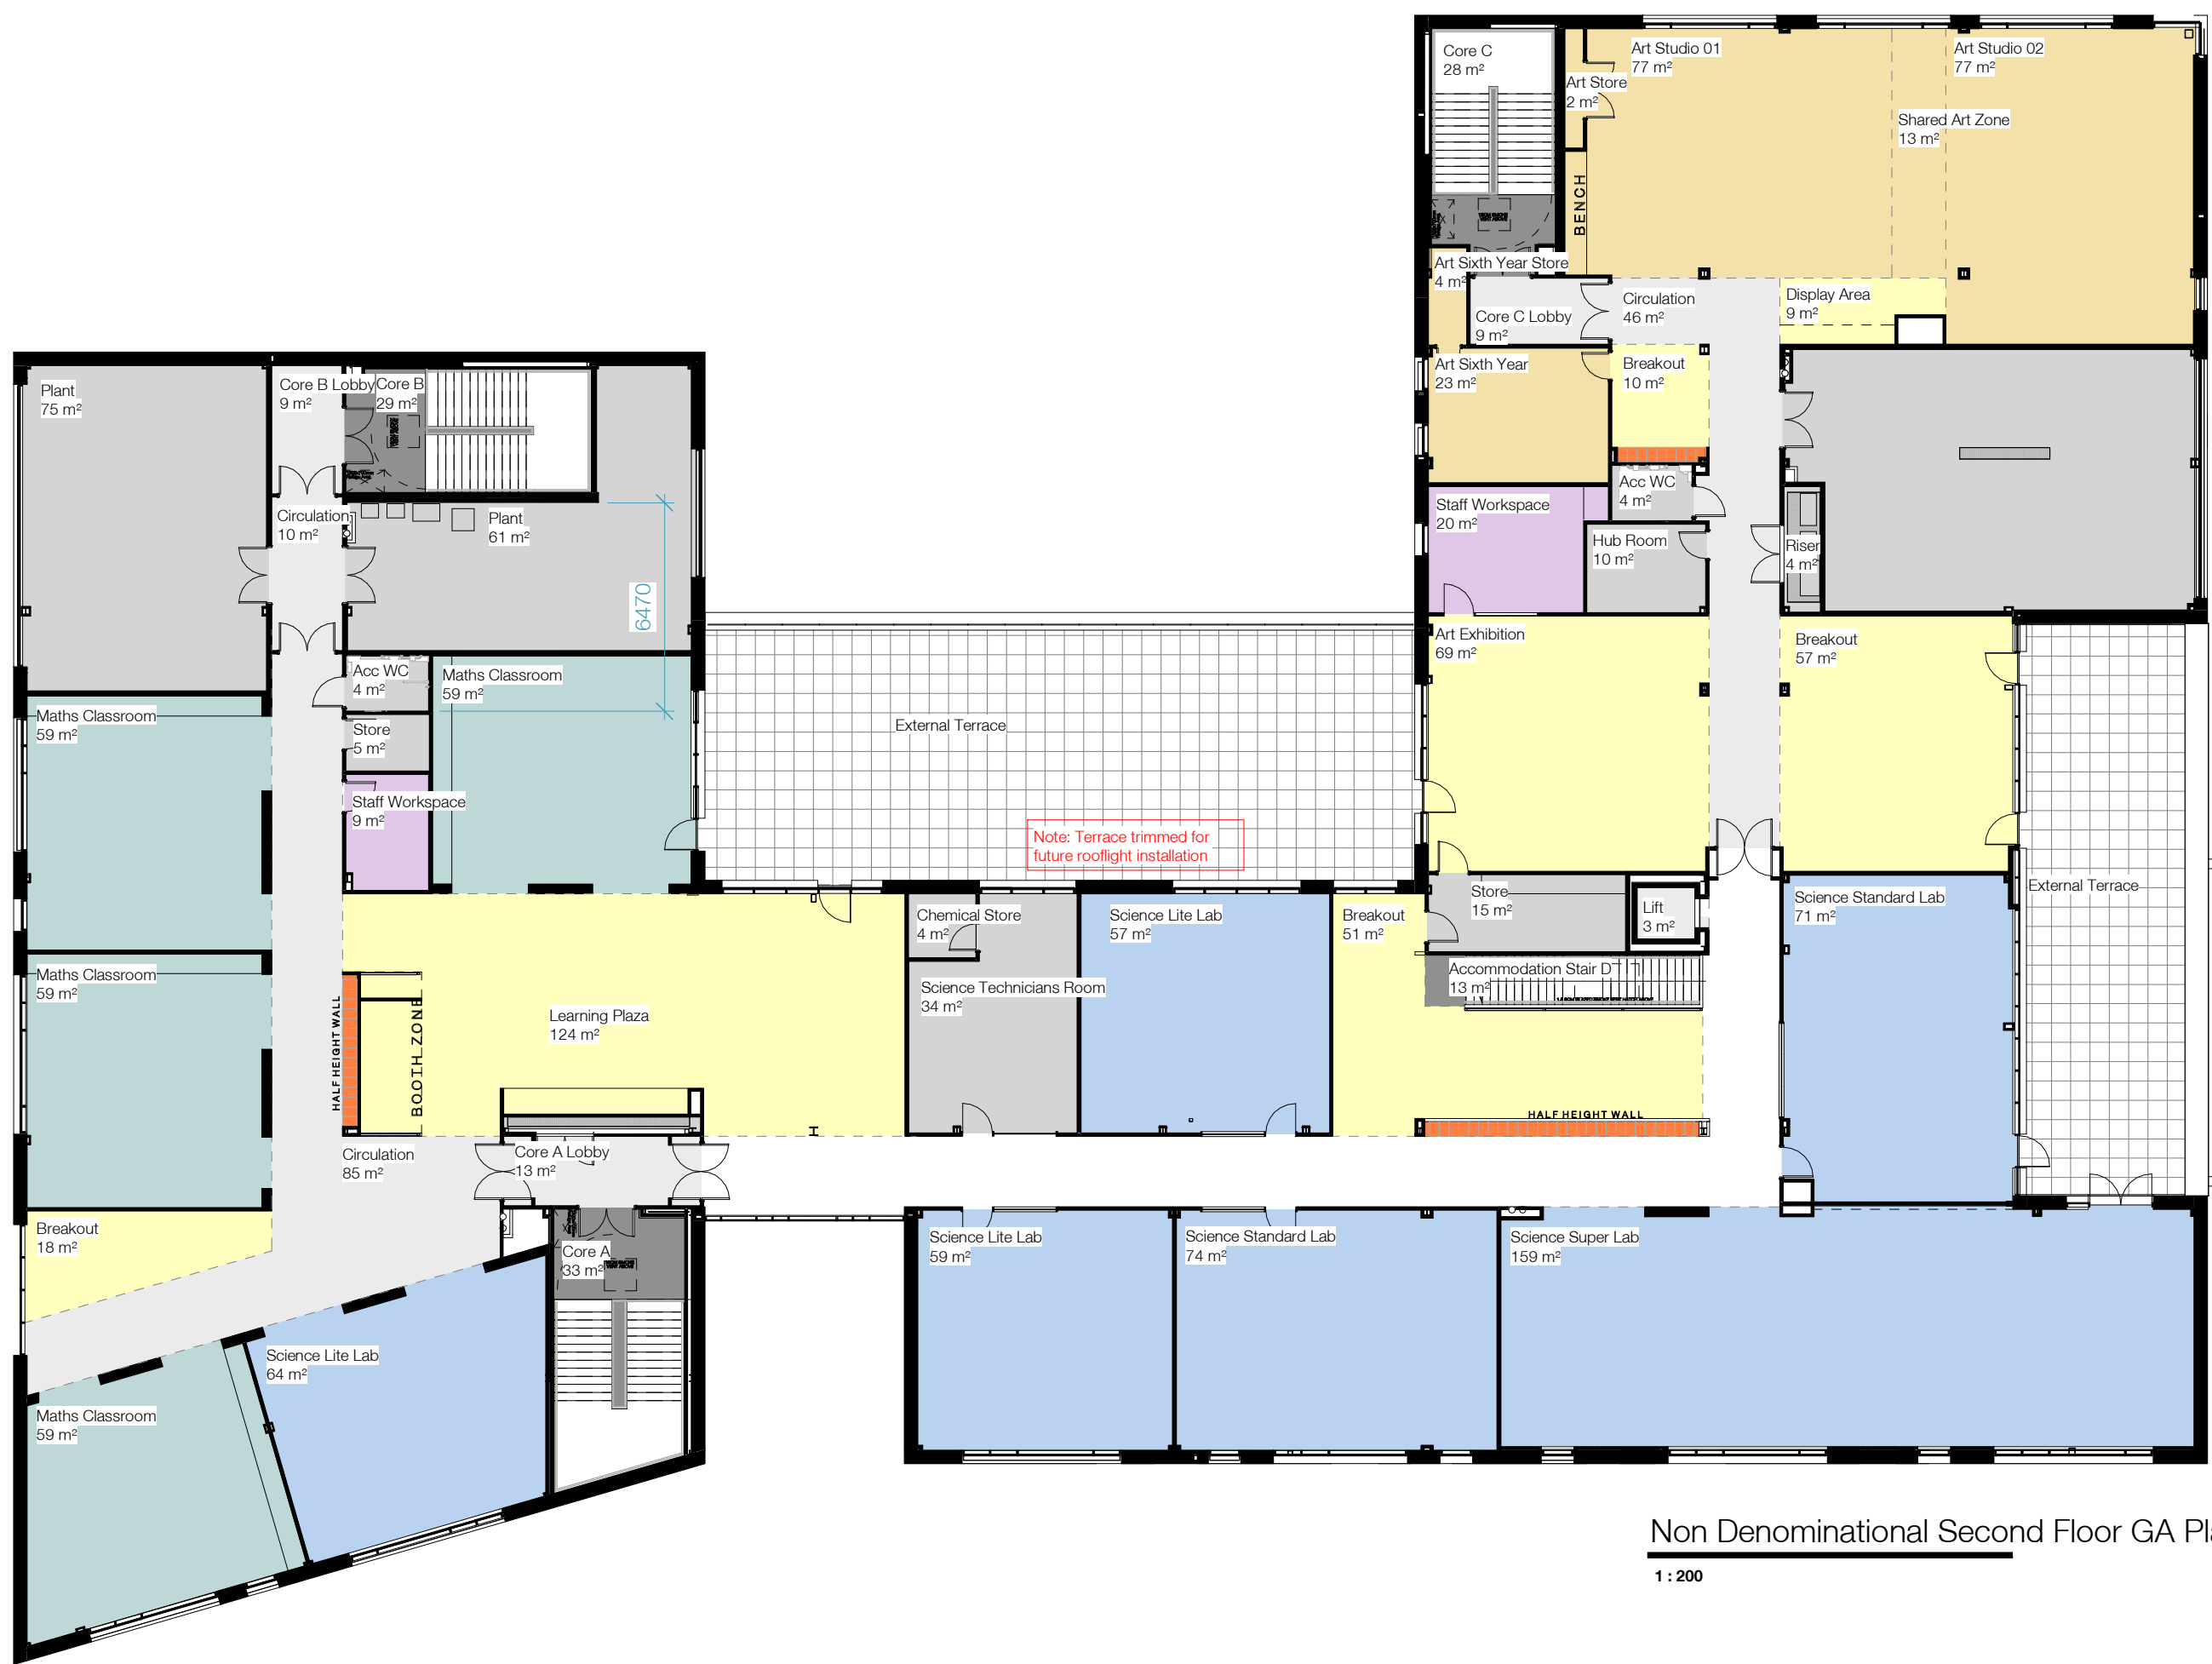 Core C
28 m²
Art Studio 01
77 m²
Art Studio 02
77 m²
Art Store
2 m²
Shared Art Zone
13 m²
BENCH
Art Sixth Year Store
4 m²
Core C Lobby
9 m²
Circulation
46 m²
Display Area
9 m²
Art Sixth Year
23 m²
Breakout
10 m²
Plant
75 m²
Core B Lobby
9 m²
Core B
29 m²
Circulation
10 m²
Plant
61 m²
6470
Staff Workspace
20 m²
Acc WC
4 m²
Hub Room
10 m²
Riser
4 m²
Art Exhibition
69 m²
Breakout
57 m²
Acc WC
4 m²
Maths Classroom
59 m²
Maths Classroom
59 m²
Store
5 m²
External Terrace
Staff Workspace
9 m²
Note: Terrace trimmed for
future rooflight installation
Store
15 m²
Lift
3 m²
Science Standard Lab
71 m²
External Terrace
Chemical Store
4 m²
Science Lite Lab
57 m²
Breakout
51 m²
Maths Classroom
59 m²
HALF HEIGHT WALL
BOOTH ZONE
Learning Plaza
124 m²
Science Technicians Room
34 m²
Accommodation Stair D
13 m²
HALF HEIGHT WALL
Circulation
85 m²
Core A Lobby
13 m²
Breakout
18 m²
Core A
33 m²
Science Lite Lab
59 m²
Science Standard Lab
74 m²
Science Super Lab
159 m²
Science Lite Lab
64 m²
Maths Classroom
59 m²
Non Denominational Second Floor GA Pla
1 : 200